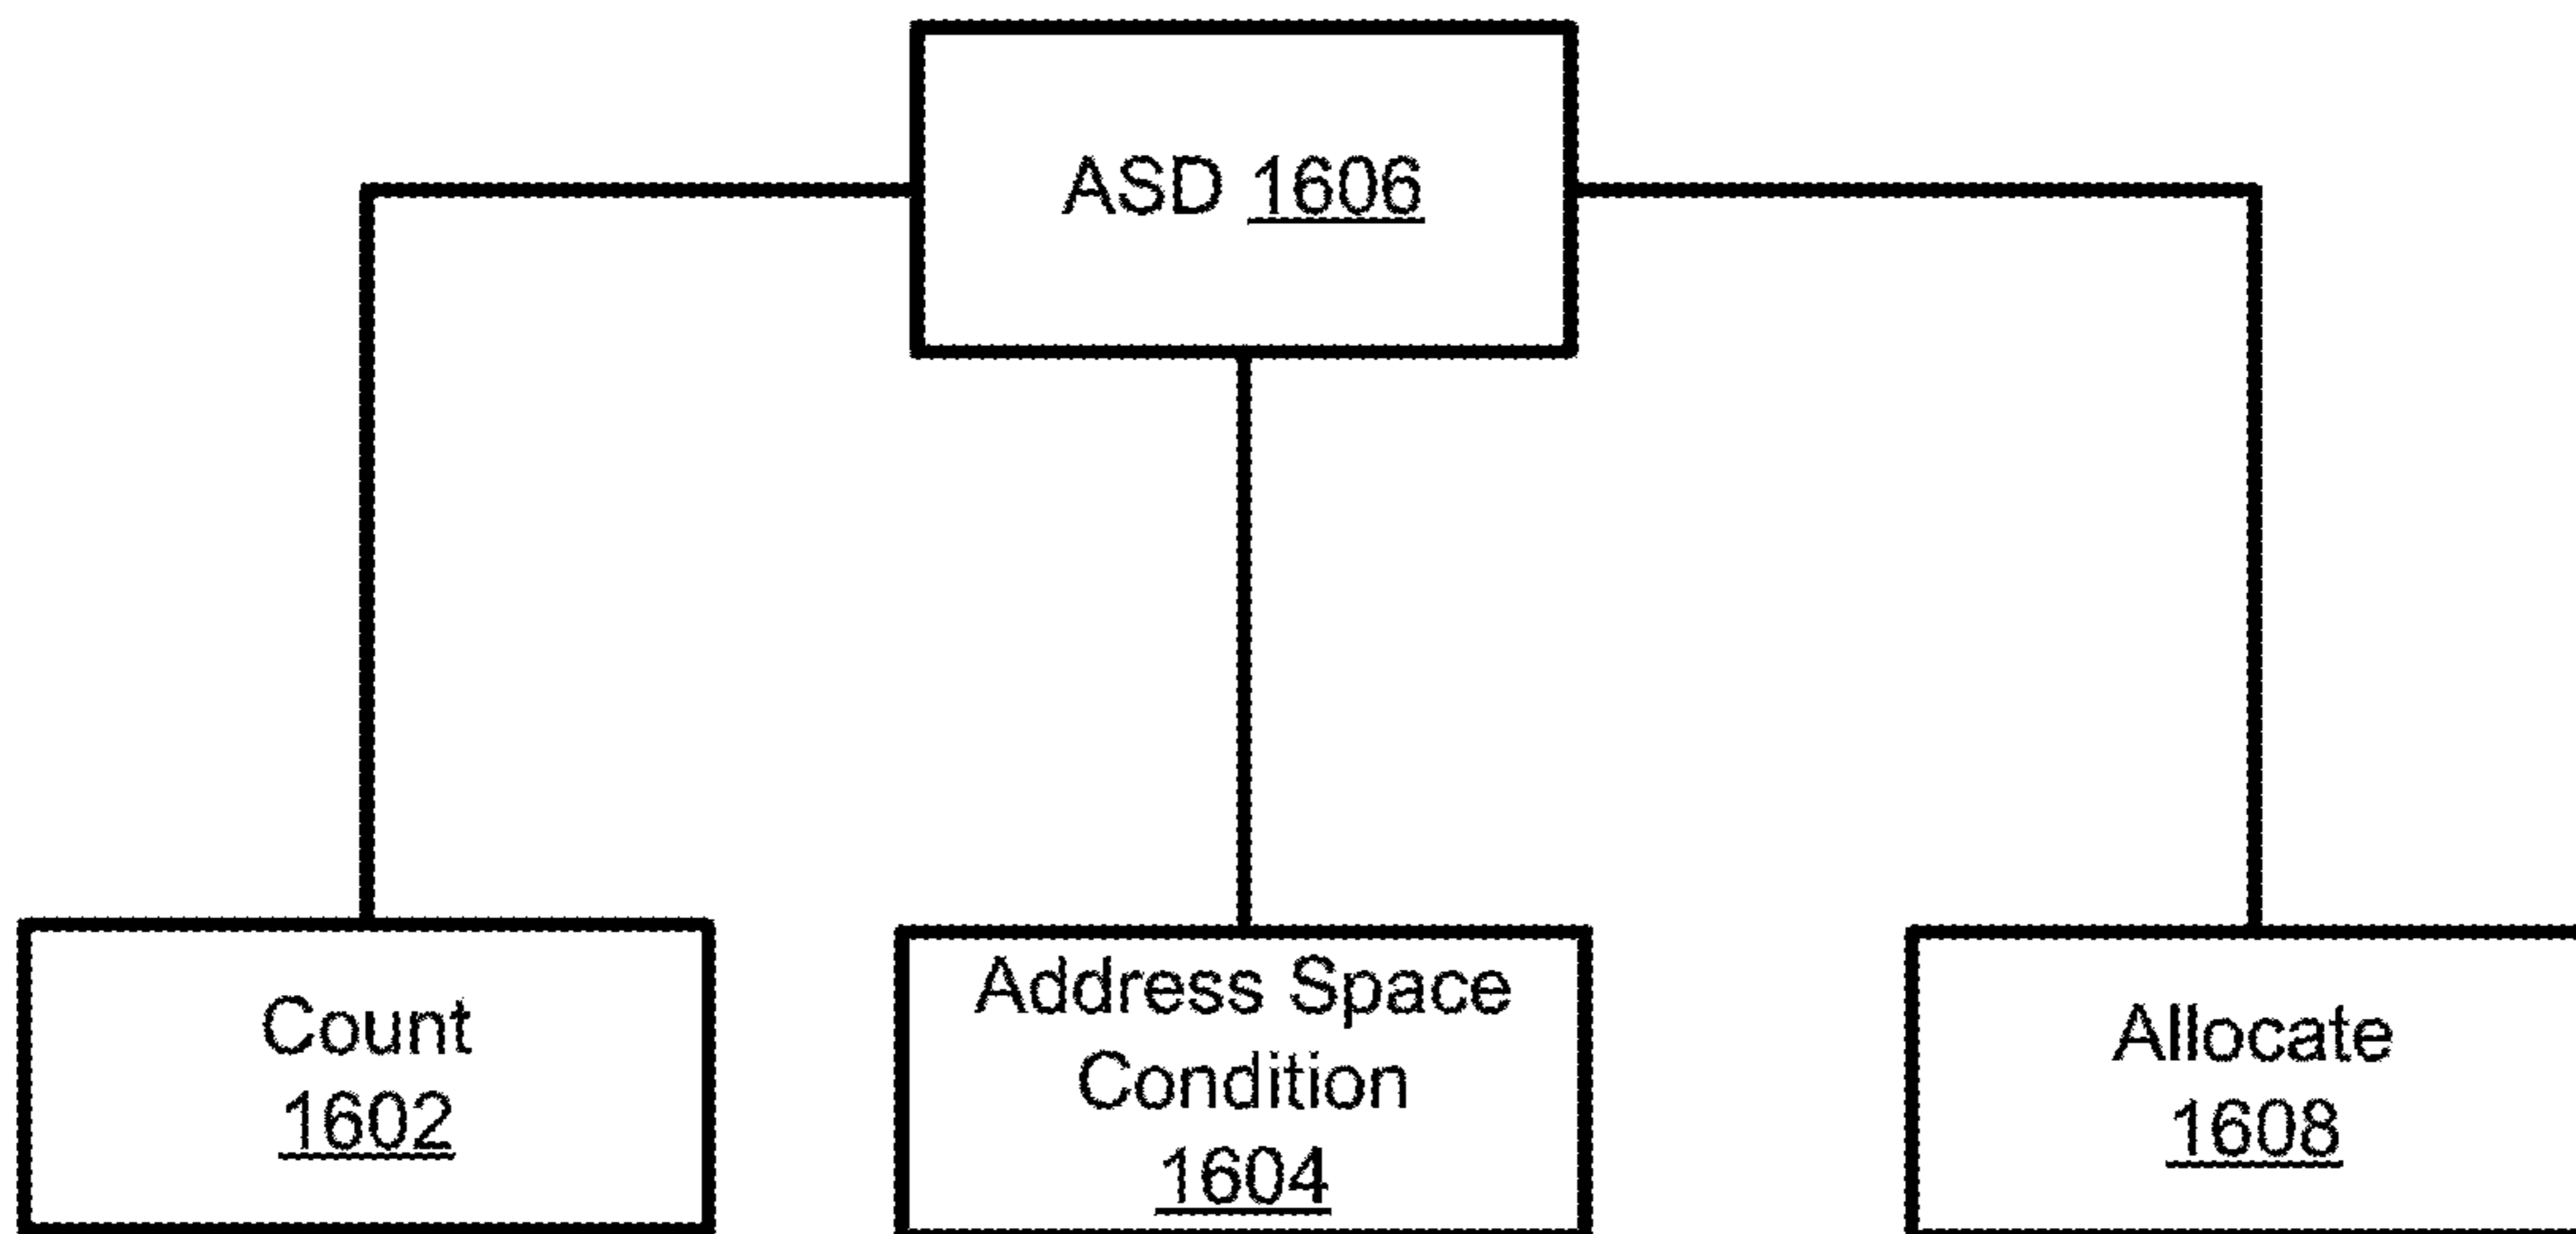 ASD 1606
Count
1602
Address Space
Condition
1604
Allocate
1608